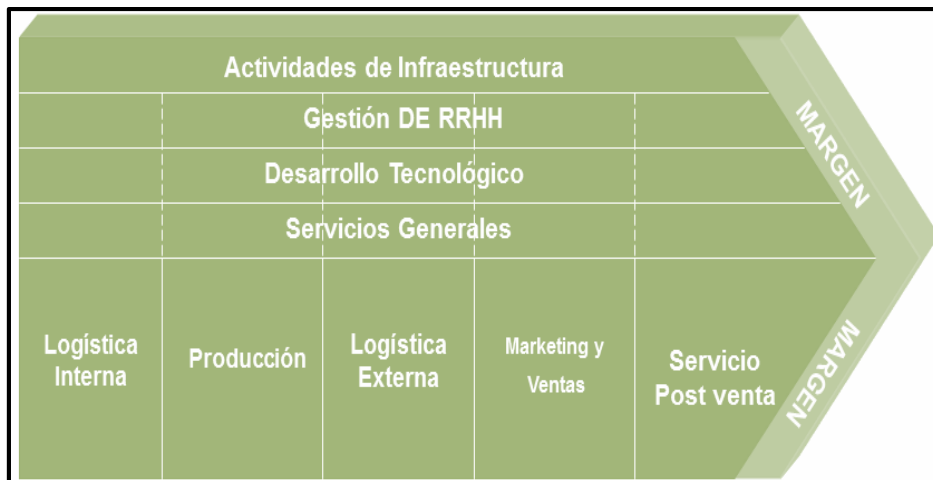 Actividades de Infraestructura
Gestión DE RRHH
Desarrollo Tecnológico
Servicios Generales
MARGEN
Logística
Interna
Producción
Logística
Externa
Marketing y
Ventas
Servicio
Post venta
MARGEN